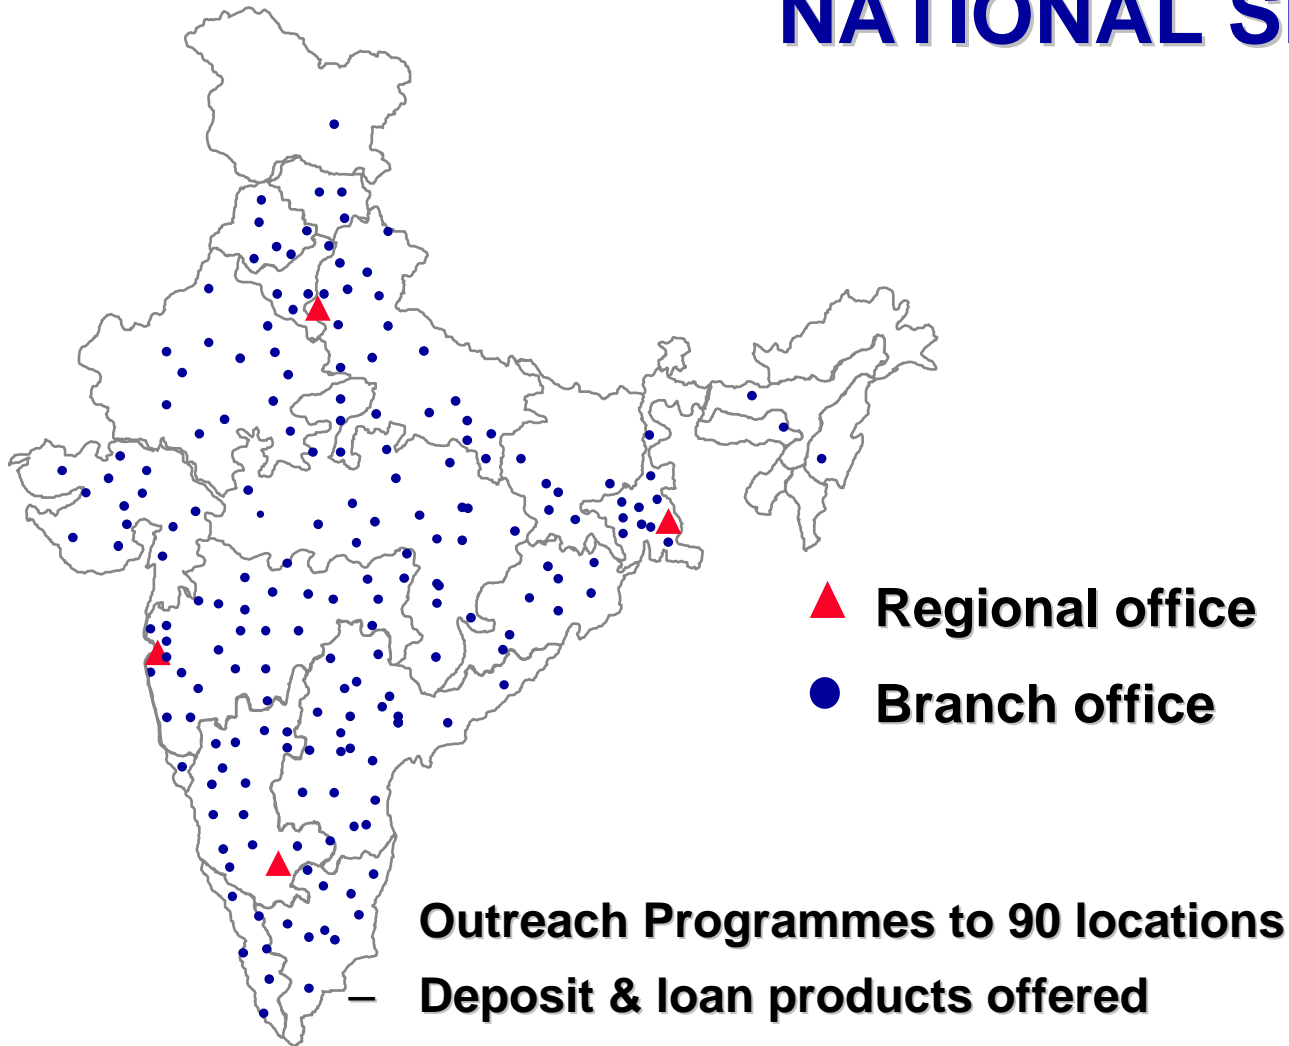 NATIONAL
Regional office
Branch office
Outreach Programmes to 90 locations
– Deposit & loan products offered